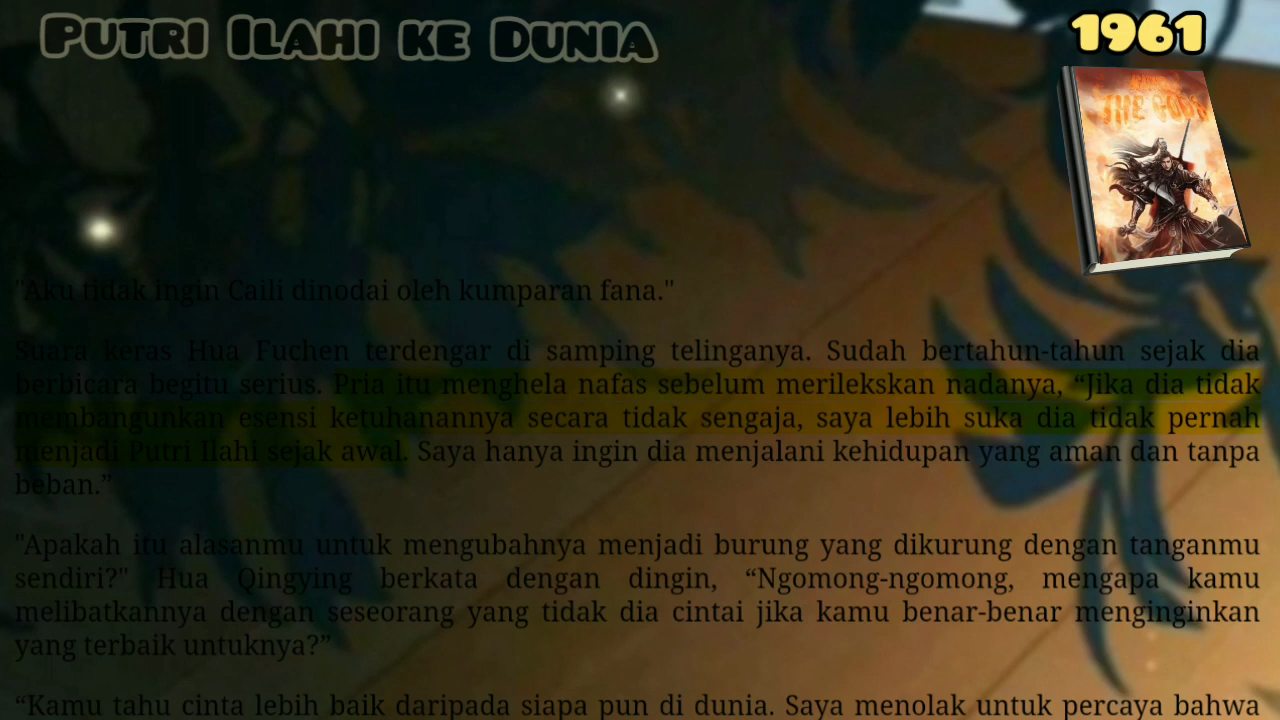 Putri Ilahi ke Dunia
1961
THE GODS
"Aku tidak ingin Caili dinodai oleh kumparan fana."
Suara keras Hua Fuchen terdengar di samping telinganya. Sudah bertahun-tahun sejak dia
berbicara begitu serius. Pria itu menghela nafas sebelum merilekskan nadanya, “Jika dia tidak
membangunkan esensi ketuhanannya secara tidak sengaja, saya lebih suka dia tidak pernah
menjadi Putri Ilahi sejak awal. Saya hanya ingin dia menjalani kehidupan yang aman dan tanpa
beban.”
"Apakah itu alasanmu untuk mengubahnya menjadi burung yang dikurung dengan tanganmu
sendiri?" Hua Qingying berkata dengan dingin, “Ngomong-ngomong, mengapa kamu
melibatkannya dengan seseorang yang tidak dia cintai jika kamu benar-benar menginginkan
yang terbaik untuknya?”
“Kamu tahu cinta lebih baik daripada siapa pun di dunia. Saya menolak untuk percaya bahwa